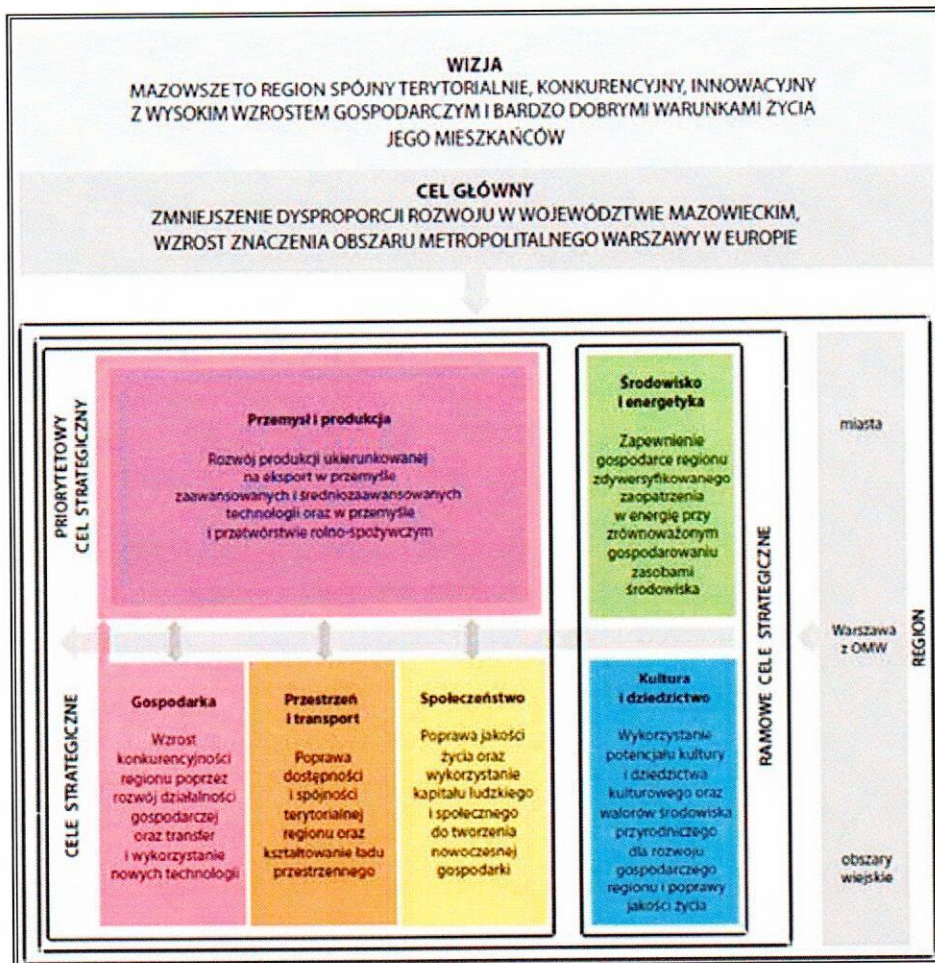 WIZJA
MAZOWSZE TO REGION SPÓJNY TERYTORIALNIE, KONKURENCYJNY, INNOWACYJNY
Z WYSOKIM WZROSTEM GOSPODARCZYM I BARDZO DOBRYMI WARUNKAMI ŻYCIA
JEGO MIESZKAŃCÓW
CEL GŁÓWNY
ZMNIEJSZENIE DYSPROPORCJI ROZWOJU W WOJEWÓDZTWIE MAZOWIECKIM,
WZROST ZNACZENIA OBSZARU METROPOLITALNEGO WARSZAWY W EUROPIE
PRIORYTETOWY
CEL STRATEGICZNY
Przemysł i produkcja
Rozwój produkcji ukierunkowanej
na eksport w przemyśle
zaawansowanych i średniozaawansowanych
technologii oraz w przemyśle
i przetwórstwie rolno-spożywczym
Środowisko
i energetyka
Zapewnienie
gospodarce regionu
zdywersyfikowanego
zaopatrzenia
w energię przy
zrównoważonym
gospodarowaniu
zasobami
środowiska
CELE STRATEGICZNE
Gospodarka
Wzrost
konkurencyjności
regionu poprzez
rozwój działalności
gospodarczej
oraz transfer
i wykorzystanie
nowych technologii
Przestrzeń
i transport
Poprawa
dostępności
i spójności
terytorialnej
regionu oraz
kształtowanie ładu
przestrzennego
Społeczeństwo
Poprawa jakości
życia oraz
wykorzystanie
kapitału ludzkiego
i społecznego
do tworzenia
nowoczesnej
gospodarki
Kultura
i dziedzictwo
Wykorzystanie
potencjału kultury
i dziedzictwa
kulturowego oraz
walorów środowiska
przyrodniczego
dla rozwoju
gospodarczego
regionu i poprawy
jakości życia
RAMOWE CELE STRATEGICZNE
miasta
Warszawa
z OMW
obszary
wiejskie
REGION